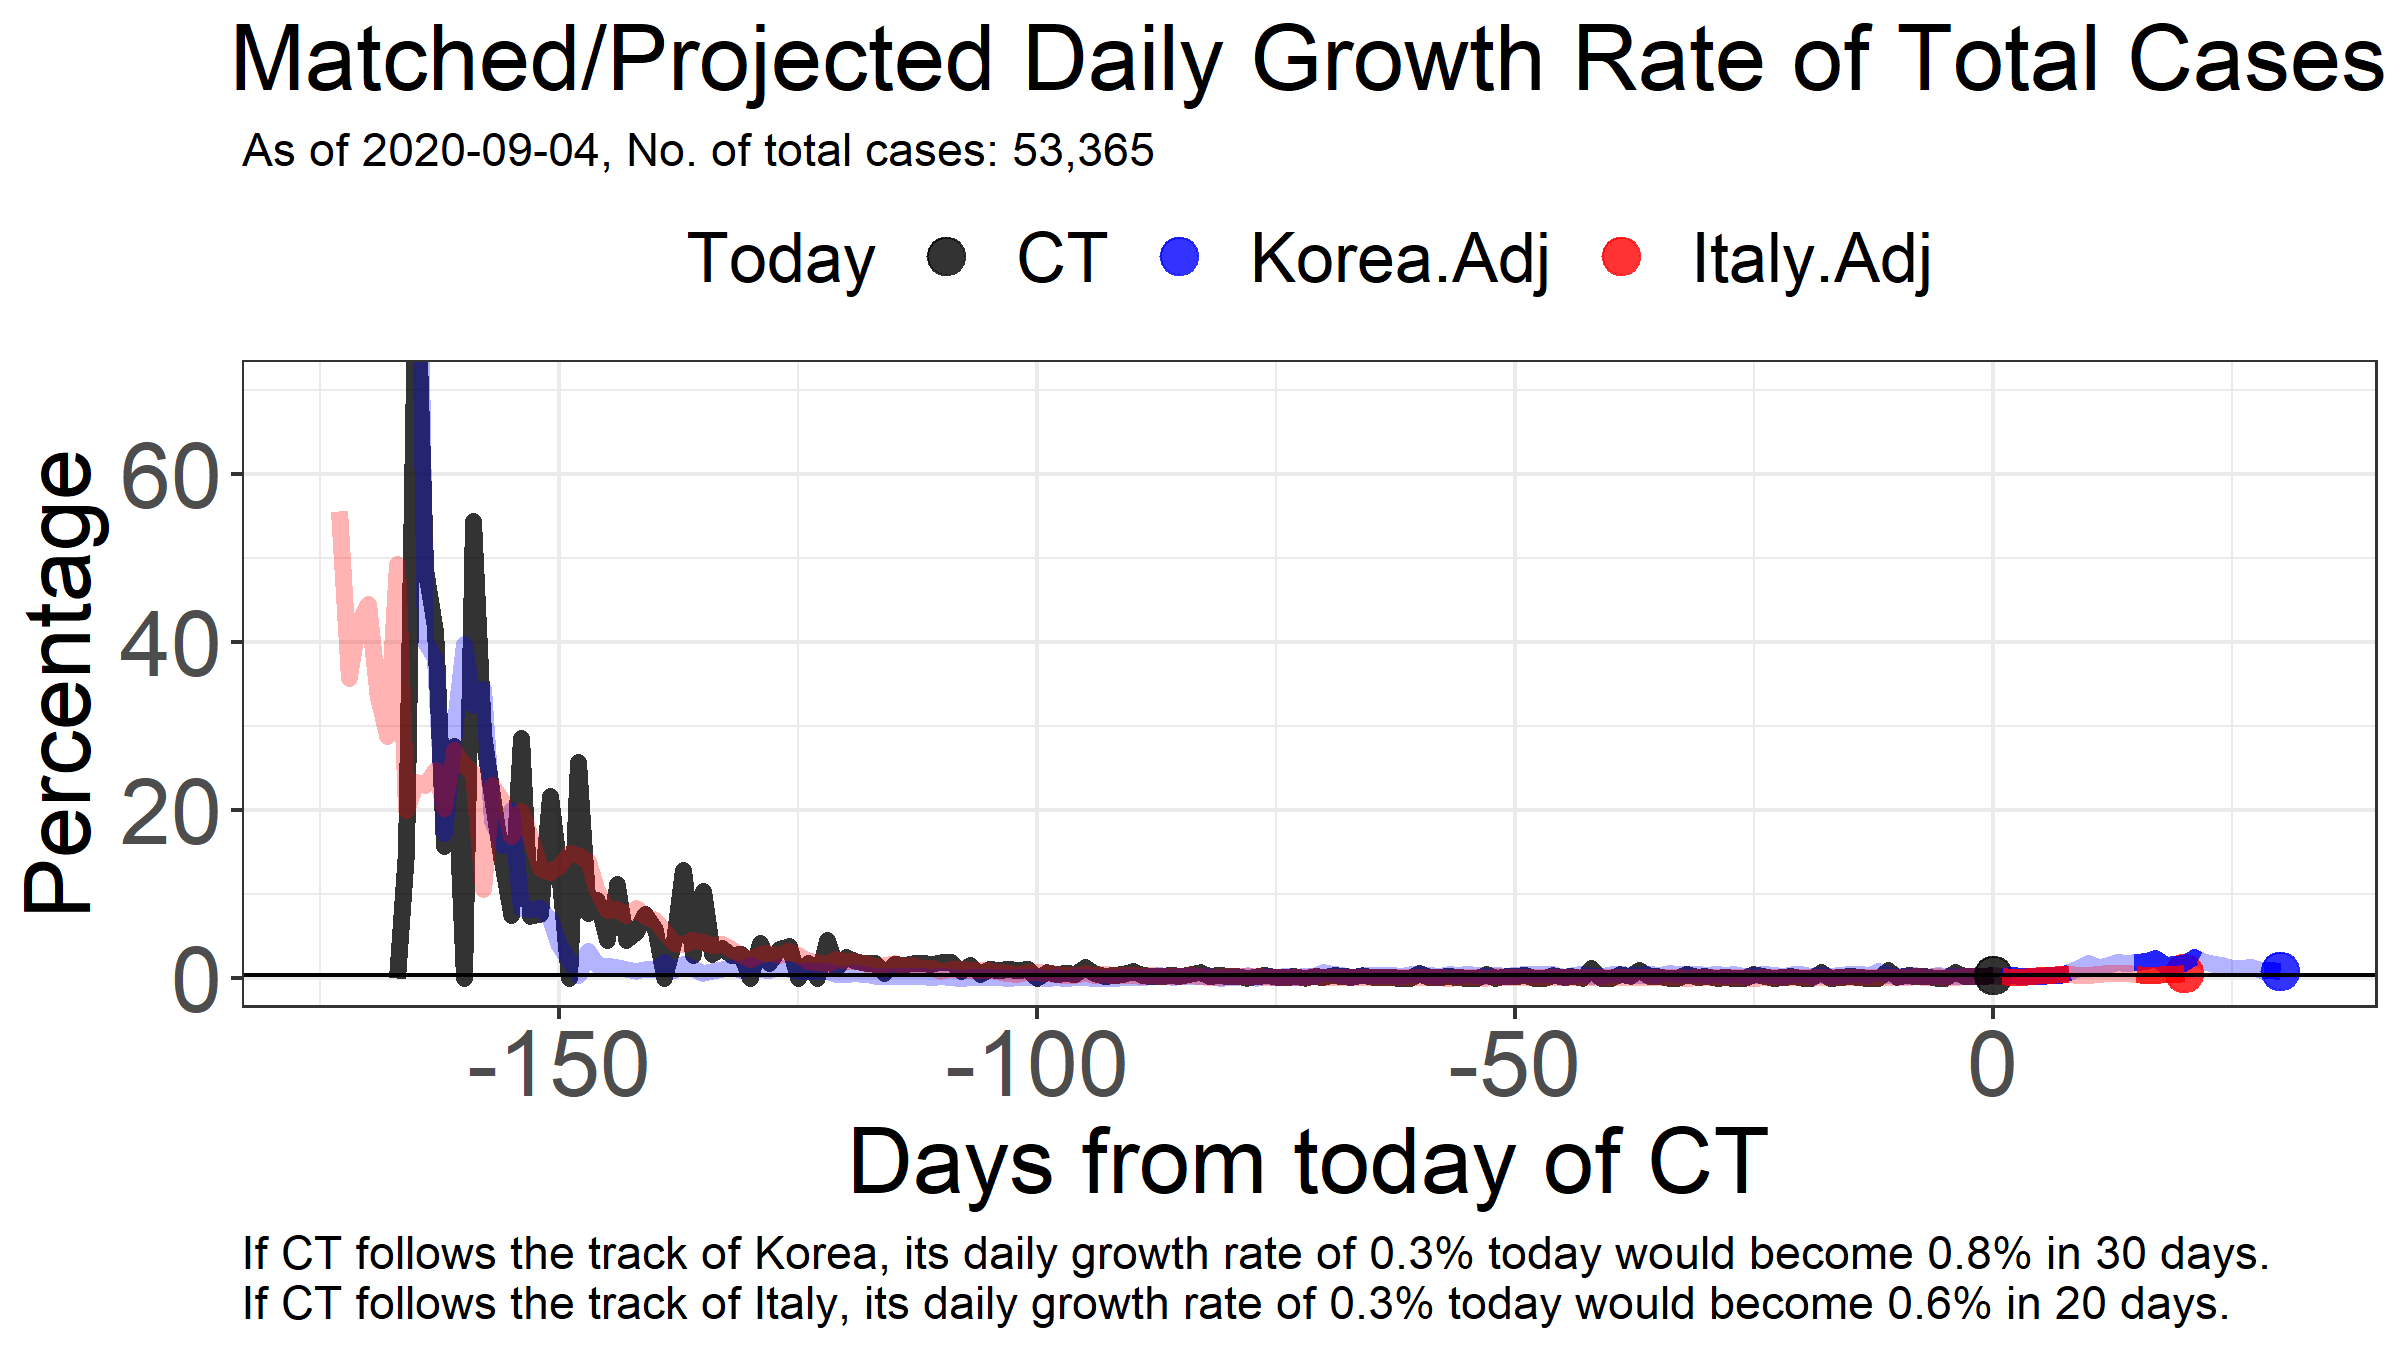 Matched/Projected Daily Growth Rate of Total Cases
As of 2020-09-04, No. of total cases: 53,365
Today CT Korea.Adj Italy.Adj
Percentage
60
40
20
0
-150 -100 -50 0
Days from today of CT
If CT follows the track of Korea, its daily growth rate of 0.3% today would become 0.8% in 30 days.
If CT follows the track of Italy, its daily growth rate of 0.3% today would become 0.6% in 20 days.